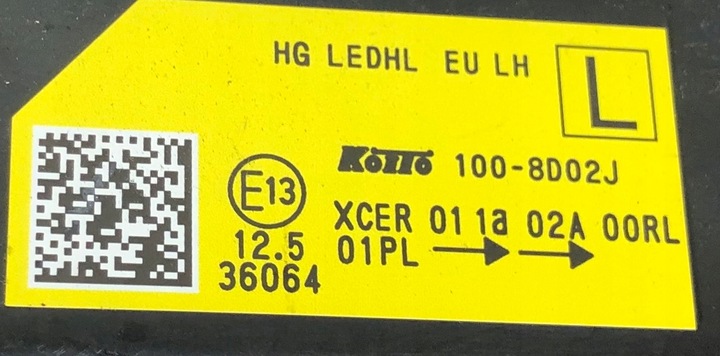 HG LEDHL EU LH
L
KOITO 100-8D02J
E13
XCER 01 1a 02A 00RL
12.5 01PL
36064